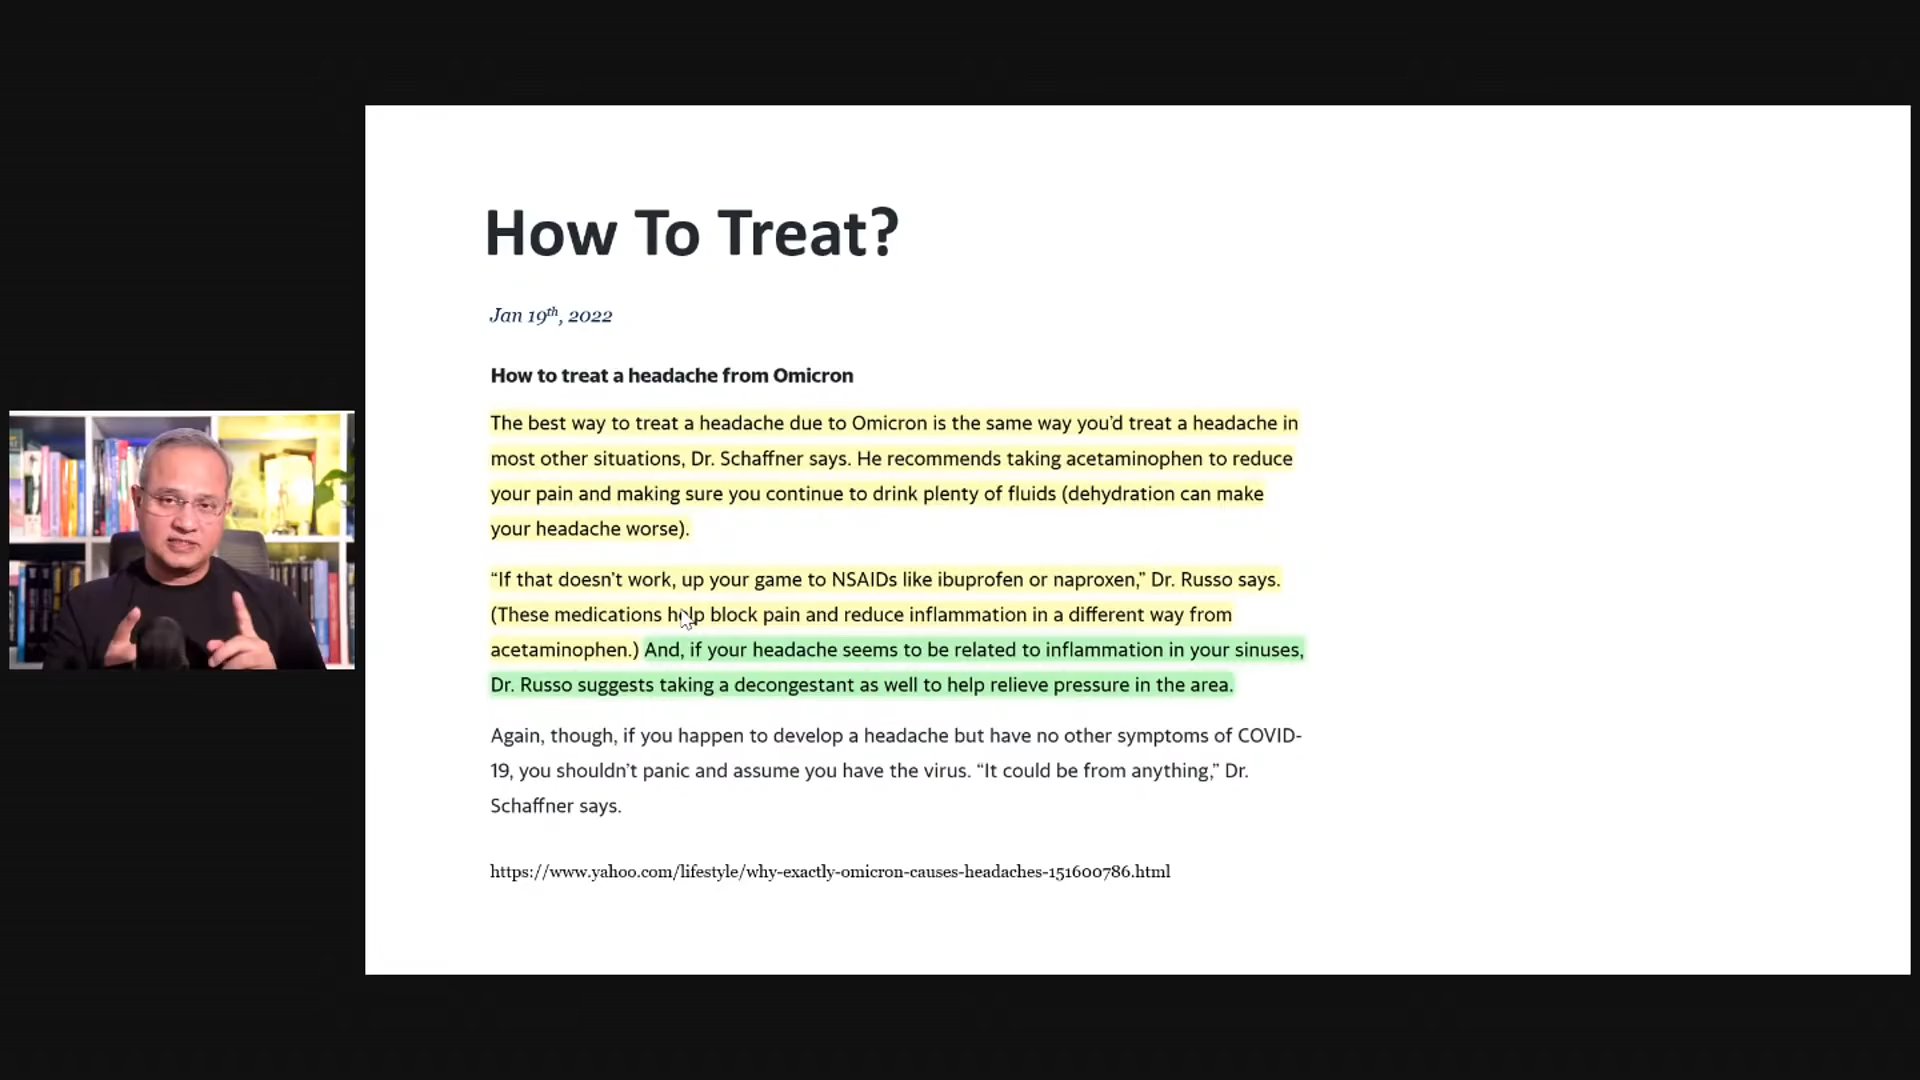 How To Treat?
Jan 19th, 2022
How to treat a headache from Omicron
The best way to treat a headache due to Omicron is the same way you’d treat a headache in
most other situations, Dr. Schaffner says. He recommends taking acetaminophen to reduce
your pain and making sure you continue to drink plenty of fluids (dehydration can make
your headache worse).
“If that doesn’t work, up your game to NSAIDs like ibuprofen or naproxen,” Dr. Russo says.
(These medications help block pain and reduce inflammation in a different way from
acetaminophen.) And, if your headache seems to be related to inflammation in your sinuses,
Dr. Russo suggests taking a decongestant as well to help relieve pressure in the area.
Again, though, if you happen to develop a headache but have no other symptoms of COVID-
19, you shouldn’t panic and assume you have the virus. “It could be from anything,” Dr.
Schaffner says.
https://www.yahoo.com/lifestyle/why-exactly-omicron-causes-headaches-151600786.html